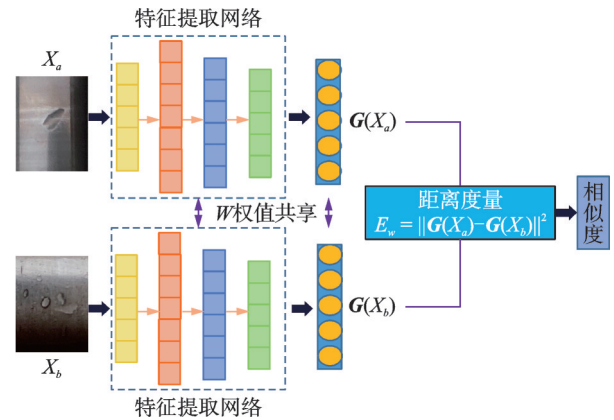 特征提取网络
X_a
G(X_a)
W权值共享
距离度量
E_w = ||G(X_a)−G(X_b)||²
相似度
G(X_b)
X_b
特征提取网络